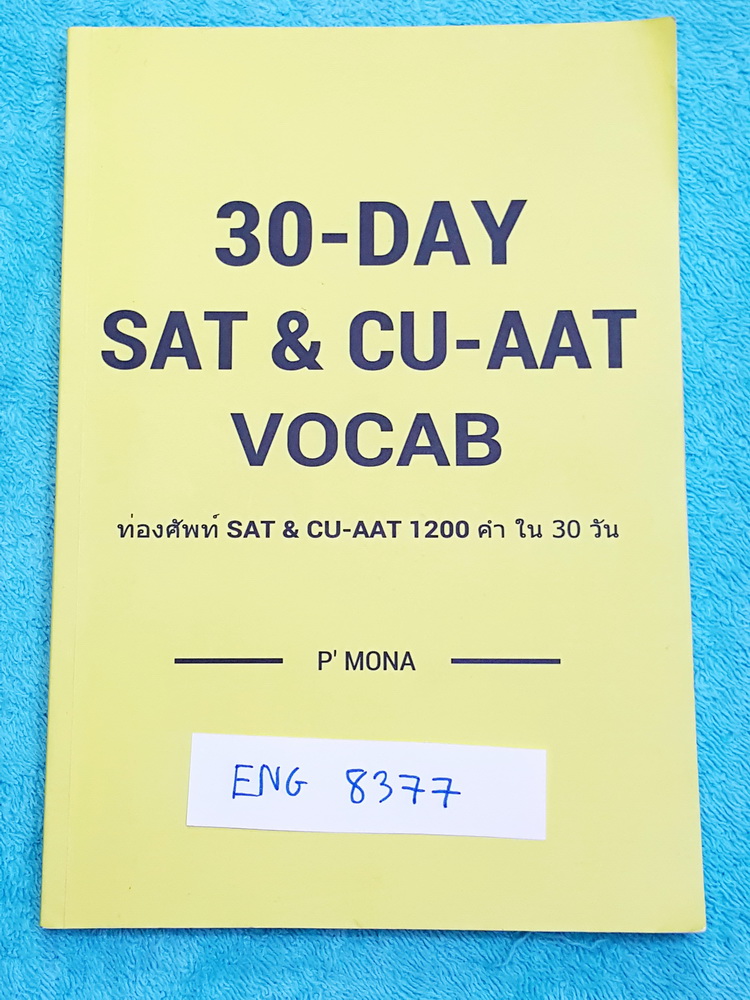 30-DAY
SAT & CU-AAT
VOCAB
ท่องศัพท์ SAT & CU-AAT 1200 คำ ใน 30 วัน
P' MONA
ENG 8377